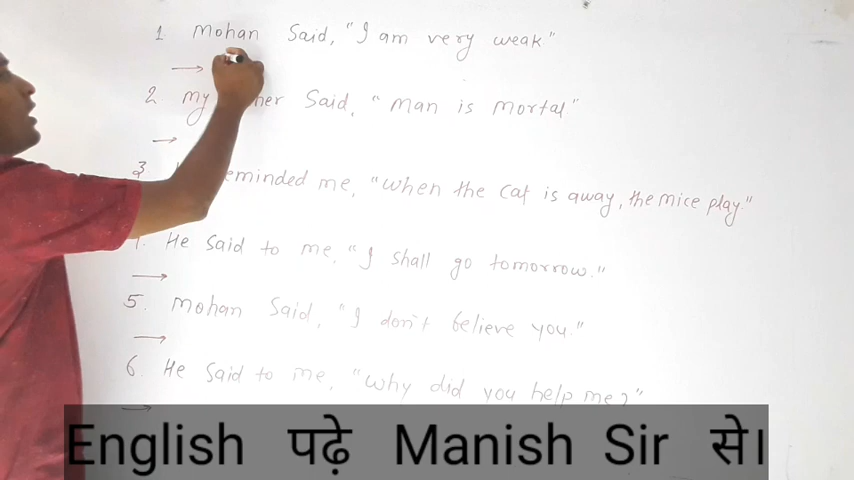 1 Mohan Said, "I am very weak"
2. My Said, "Man is Mortal"
3 me, "When the cat is away, the mice play."
He Said to me, "I shall go tomorrow."
5. Mohan Said, "I don't believe you."
6. He Said to me, "Why did you help me?"
English पढ़े Manish Sir से।